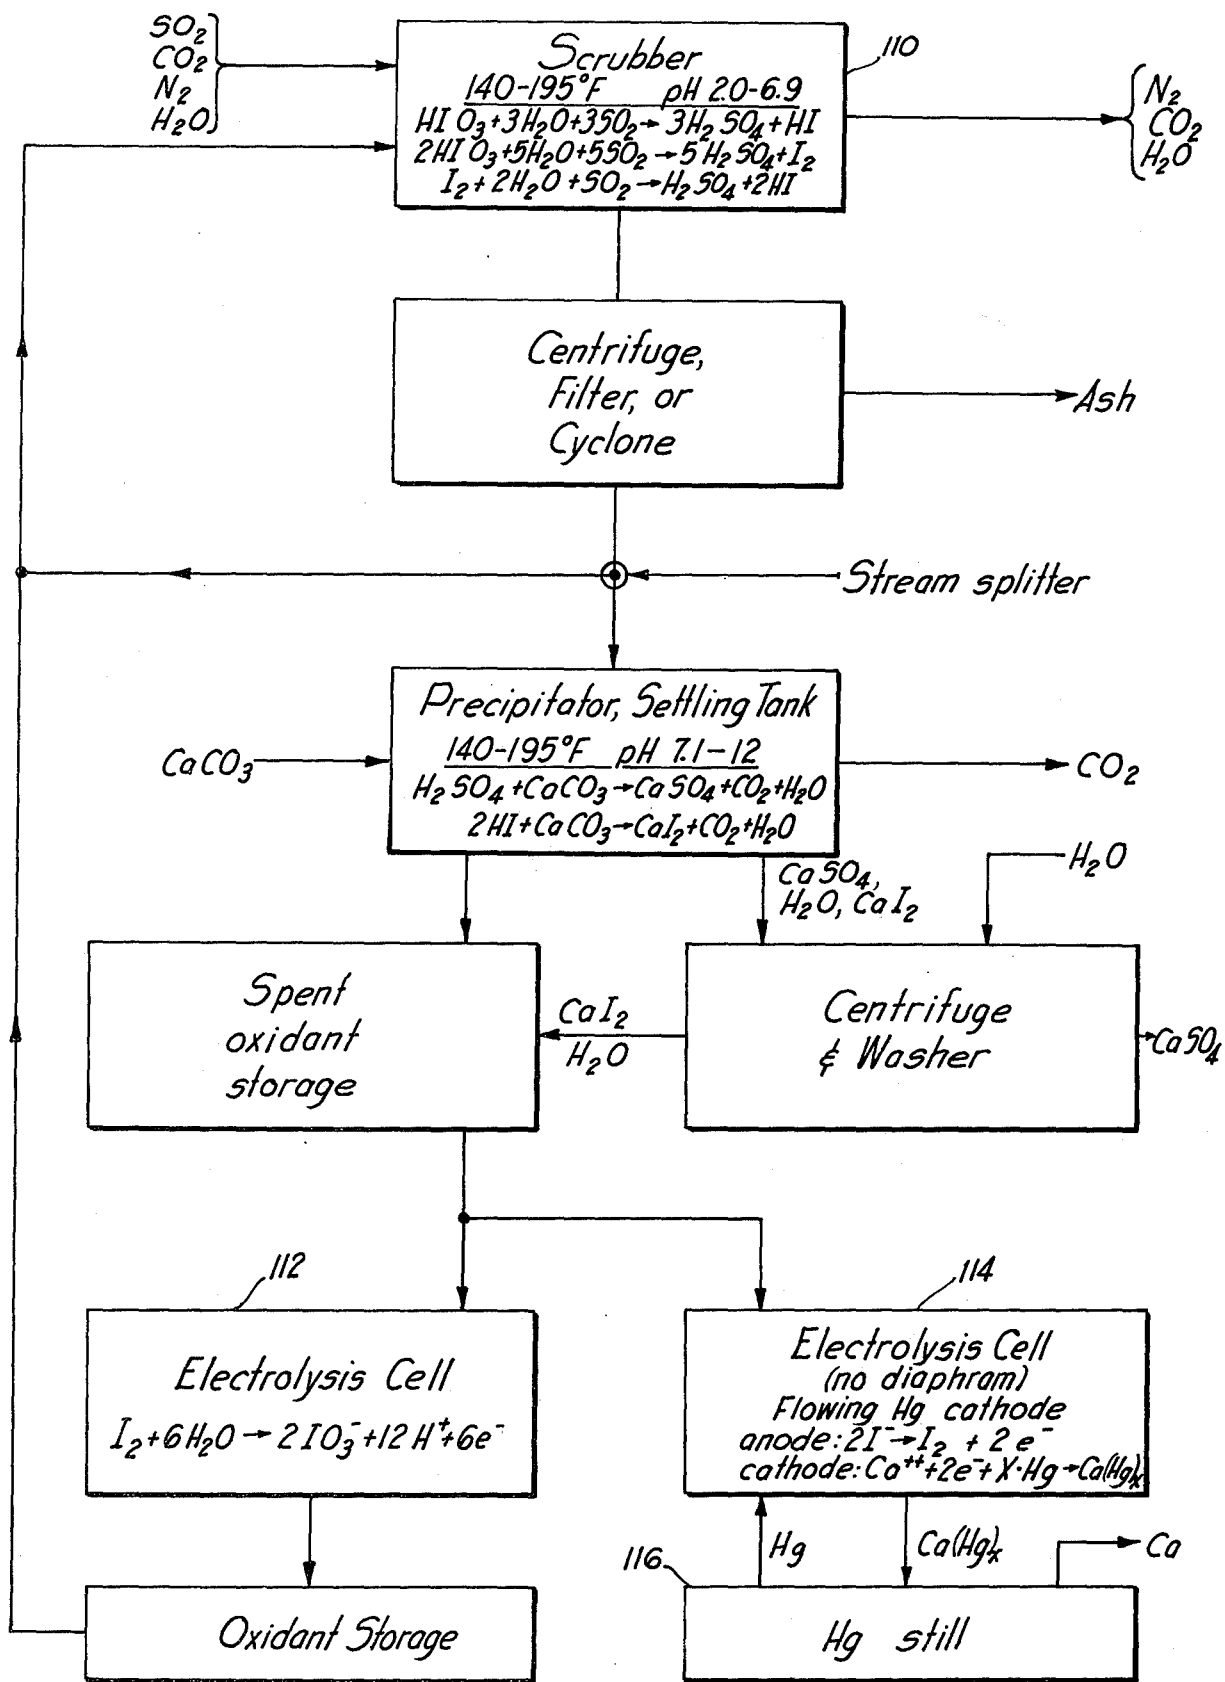 SO₂
CO₂
N₂
H₂O
Scrubber
110
140-195°F pH 2.0-6.9
HIO₃+3H₂O+3SO₂→3H₂SO₄+HI
2HIO₃+5H₂O+5SO₂→5H₂SO₄+I₂
I₂+2H₂O+SO₂→H₂SO₄+2HI
N₂
CO₂
H₂O
Centrifuge,
Filter, or
Cyclone
Ash
Stream splitter
Precipitator, Settling Tank
140-195°F pH 7.1-12
H₂SO₄+CaCO₃→CaSO₄+CO₂+H₂O
2HI+CaCO₃→CaI₂+CO₂+H₂O
CaCO₃
CO₂
CaSO₄,
H₂O, CaI₂
H₂O
Spent
oxidant
storage
CaI₂
H₂O
Centrifuge
& Washer
CaSO₄
112
Electrolysis Cell
I₂+6H₂O→2IO₃⁻+12H⁺+6e⁻
114
Electrolysis Cell
(no diaphram)
Flowing Hg cathode
anode: 2I⁻→I₂ + 2e⁻
cathode: Ca⁺⁺+2e⁻+X·Hg→Ca(Hg)ₓ
Hg
Ca(Hg)ₓ
Ca
116
Oxidant Storage
Hg still